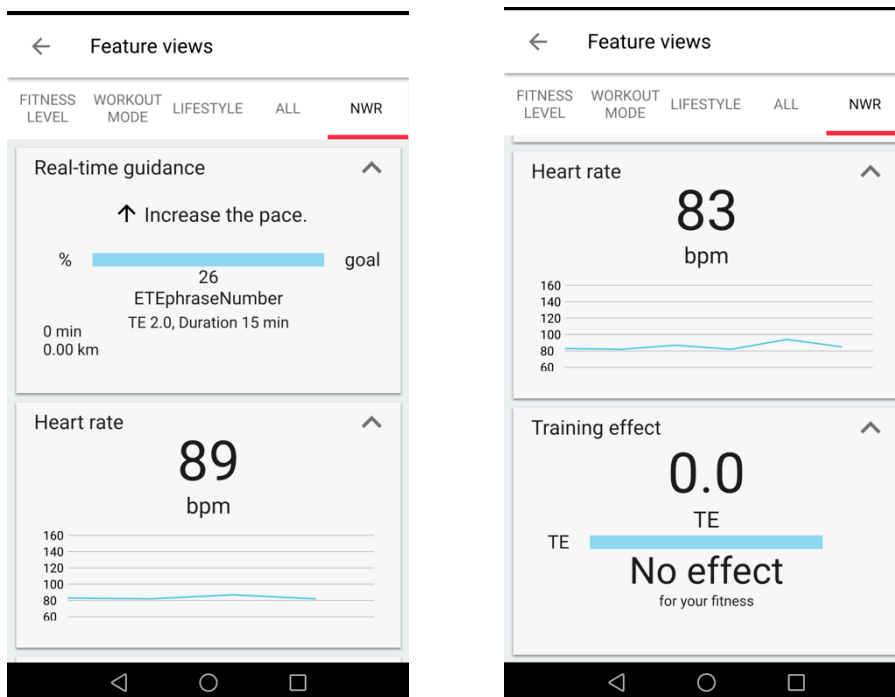 Feature views
FITNESS LEVEL WORKOUT MODE LIFESTYLE ALL NWR
Real-time guidance
↑ Increase the pace.
% goal
26
ETEphraseNumber
TE 2.0, Duration 15 min
0 min
0.00 km
Heart rate
89
bpm
160
140
120
100
80
60
Feature views
FITNESS LEVEL WORKOUT MODE LIFESTYLE ALL NWR
Heart rate
83
bpm
160
140
120
100
80
60
Training effect
0.0
TE
TE
No effect
for your fitness